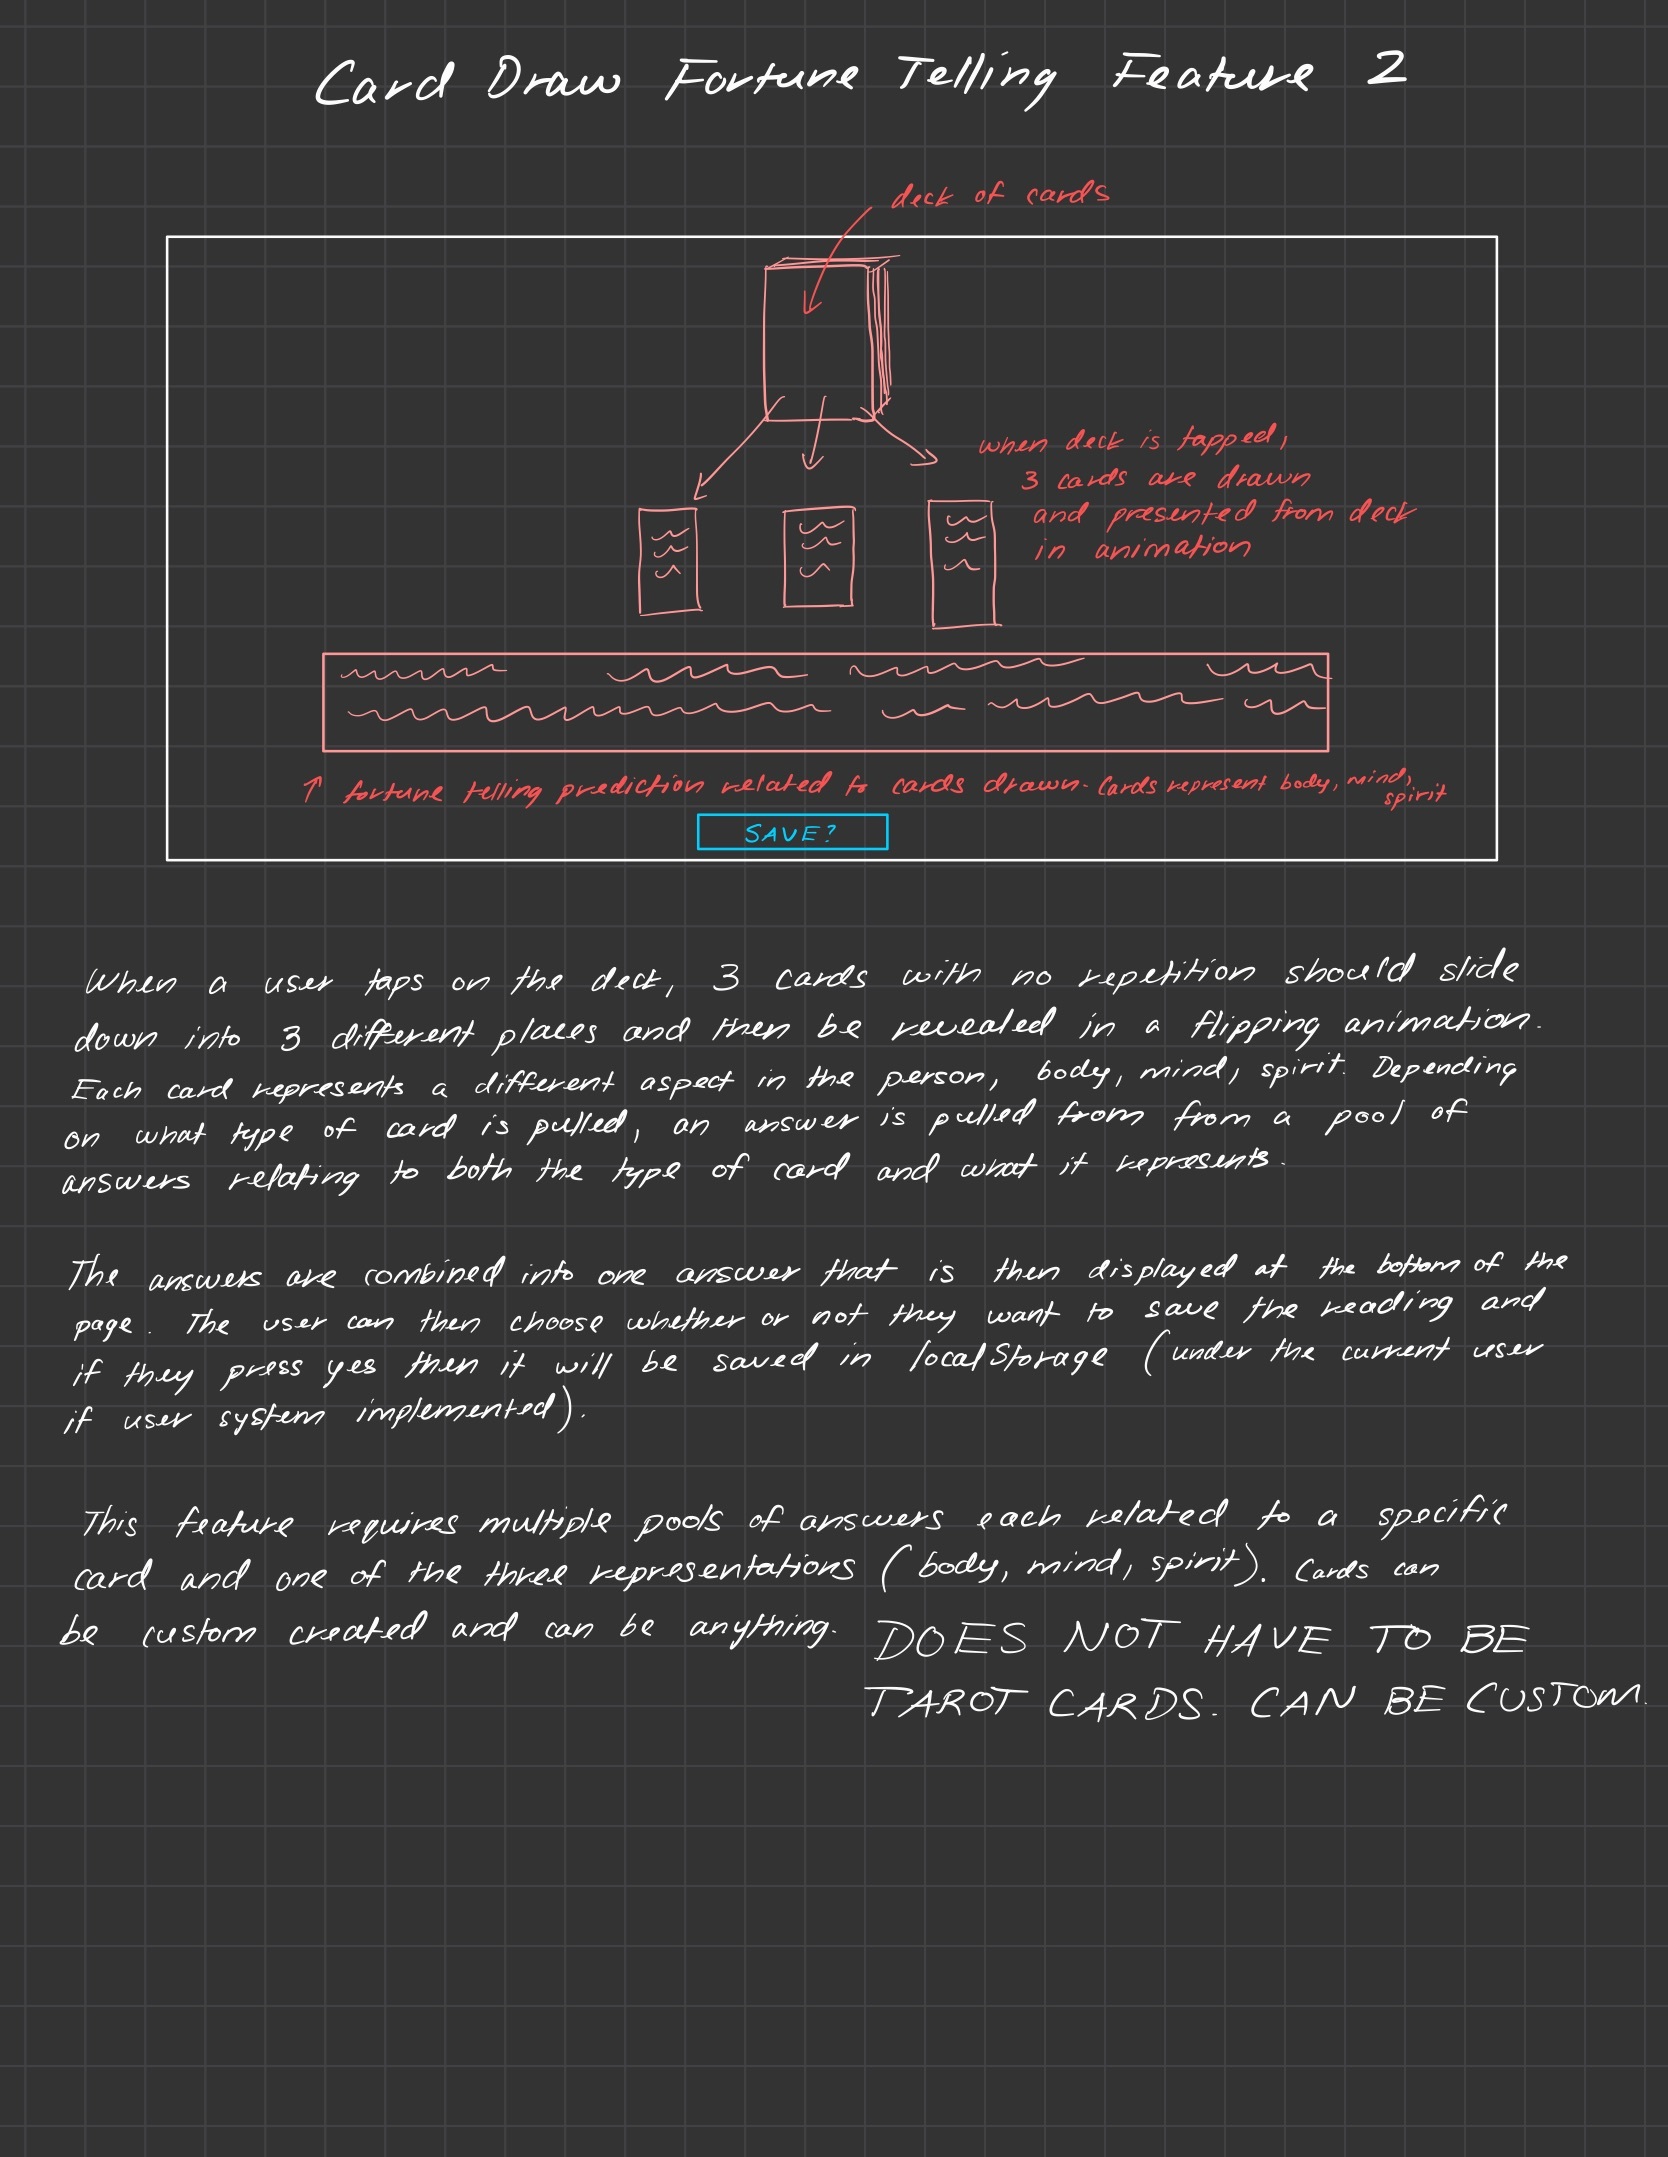 Card Draw Fortune Telling Feature 2
deck of cards
when deck is tapped,
3 cards are drawn
and presented from deck
in animation
↑ fortune telling prediction related to cards drawn. Cards represent body, mind,
spirit
SAVE?
When a user taps on the deck, 3 cards with no repetition should slide
down into 3 different places and then be revealed in a flipping animation.
Each card represents a different aspect in the person, body, mind, spirit. Depending
on what type of card is pulled, an answer is pulled from from a pool of
answers relating to both the type of card and what it represents.
The answers are combined into one answer that is then displayed at the bottom of the
page. The user can then choose whether or not they want to save the reading and
if they press yes then it will be saved in localStorage (under the current user
if user system implemented).
This feature requires multiple pools of answers each related to a specific
card and one of the three representations (body, mind, spirit). Cards can
be custom created and can be anything. DOES NOT HAVE TO BE
TAROT CARDS. CAN BE CUSTOM.